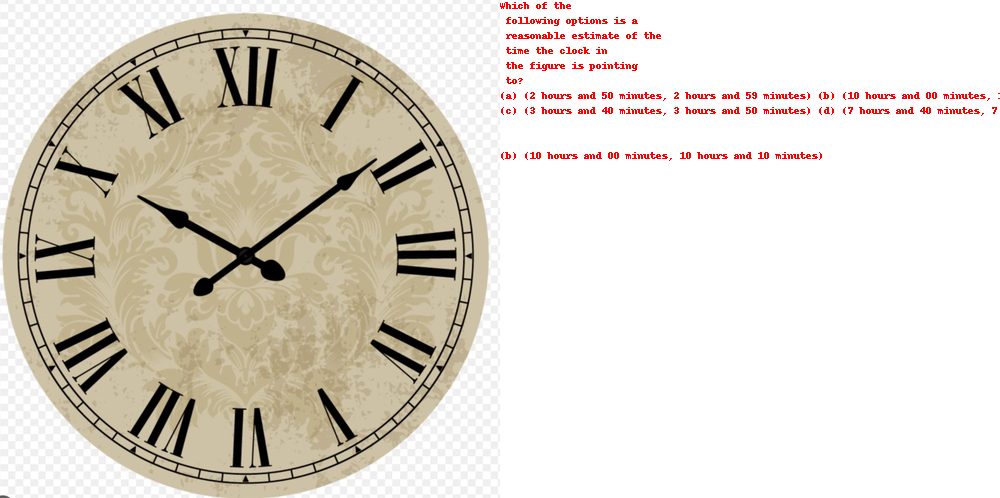 XII
XI
I
X
II
IX
III
VIII
IV
VII
VI
V
Which of the
following options is a
reasonable estimate of the
time the clock in
the figure is pointing
to?
(a) (2 hours and 50 minutes, 2 hours and 59 minutes) (b) (10 hours and 00 minutes,
(c) (3 hours and 40 minutes, 3 hours and 50 minutes) (d) (7 hours and 40 minutes, 7
(b) (10 hours and 00 minutes, 10 hours and 10 minutes)